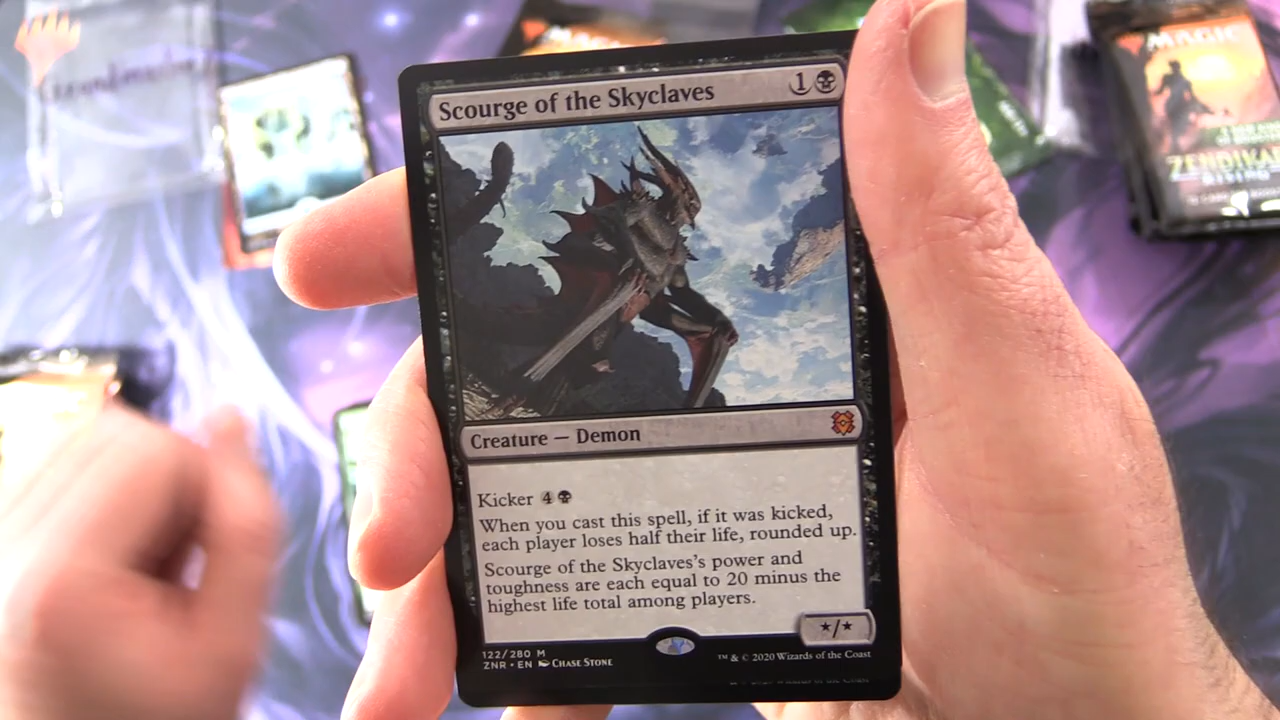 Scourge of the Skyclaves 1
Creature — Demon
Kicker 4
When you cast this spell, if it was kicked,
each player loses half their life, rounded up.
Scourge of the Skyclaves's power and
toughness are each equal to 20 minus the
highest life total among players.
★/★
122/280 M
ZNR • EN CHASE STONE
™ & © 2020 Wizards of the Coast
MAGIC
ZENDIKAR
RISING